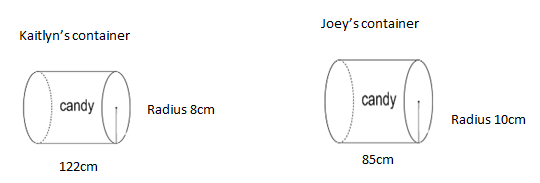 Kaitlyn's container
candy
Radius 8cm
122cm
Joey's container
candy
Radius 10cm
85cm